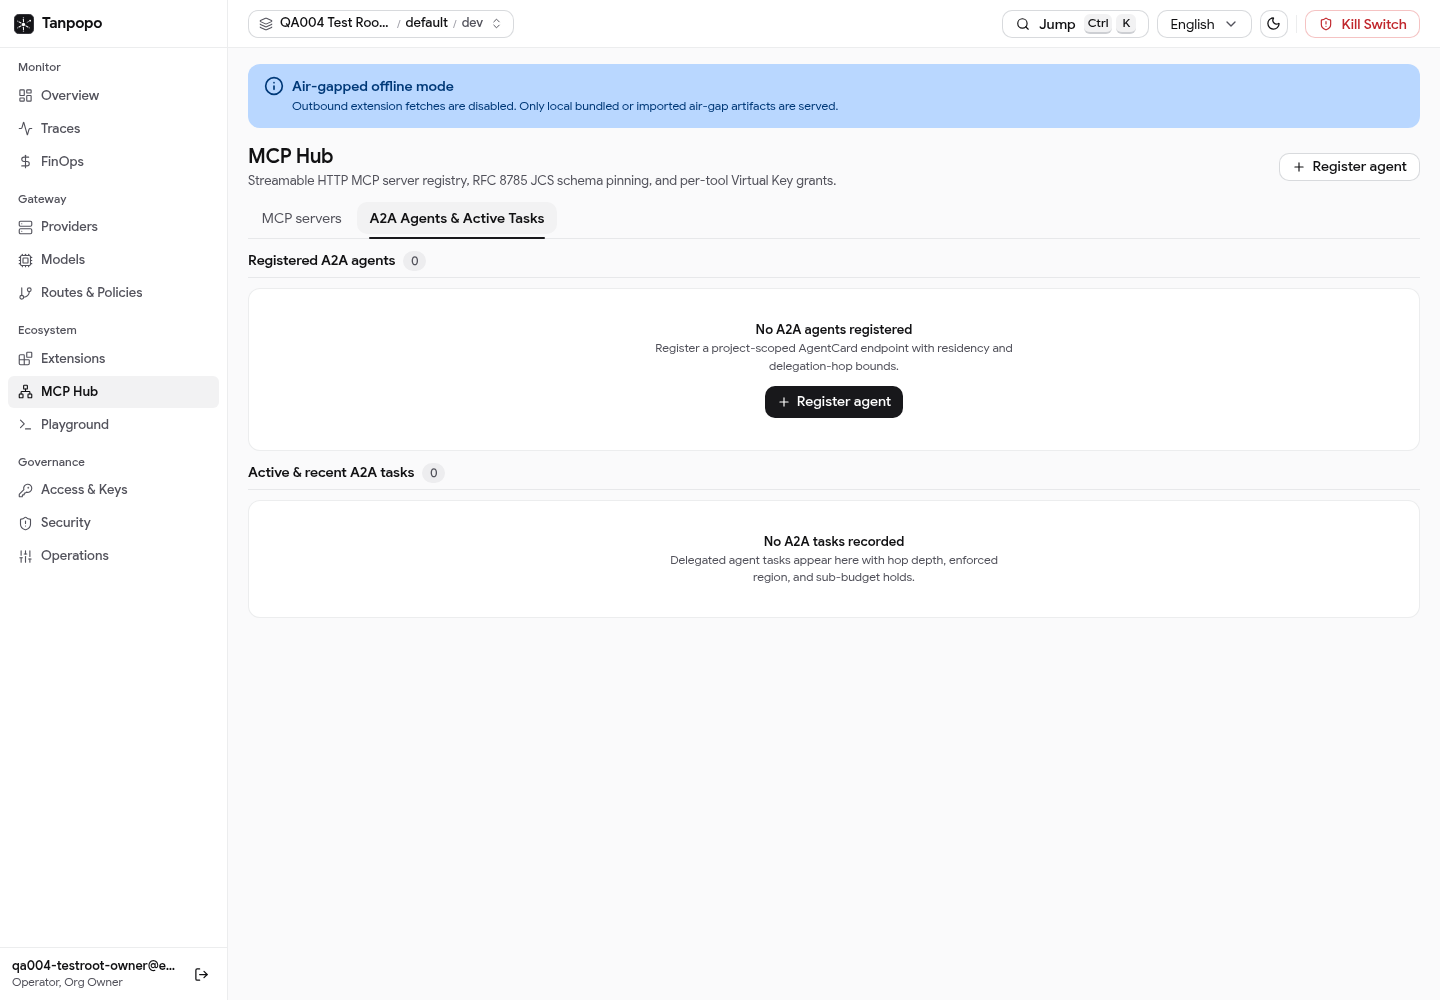 Tanpopo
QA004 Test Roo... / default / dev
Jump Ctrl K
English
Kill Switch
Monitor
Overview
Traces
FinOps
Gateway
Providers
Models
Routes & Policies
Ecosystem
Extensions
MCP Hub
Playground
Governance
Access & Keys
Security
Operations
qa004-testroot-owner@e...
Operator, Org Owner
Air-gapped offline mode
Outbound extension fetches are disabled. Only local bundled or imported air-gap artifacts are served.
MCP Hub
Streamable HTTP MCP server registry, RFC 8785 JCS schema pinning, and per-tool Virtual Key grants.
Register agent
MCP servers
A2A Agents & Active Tasks
Registered A2A agents 0
No A2A agents registered
Register a project-scoped AgentCard endpoint with residency and
delegation-hop bounds.
Register agent
Active & recent A2A tasks 0
No A2A tasks recorded
Delegated agent tasks appear here with hop depth, enforced
region, and sub-budget holds.